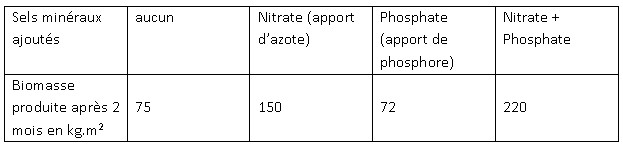 Sels minéraux
ajoutés
aucun
Nitrate (apport
d’azote)
Phosphate
(apport de
phosphore)
Nitrate +
Phosphate
Biomasse
produite après 2
mois en kg.m²
75
150
72
220